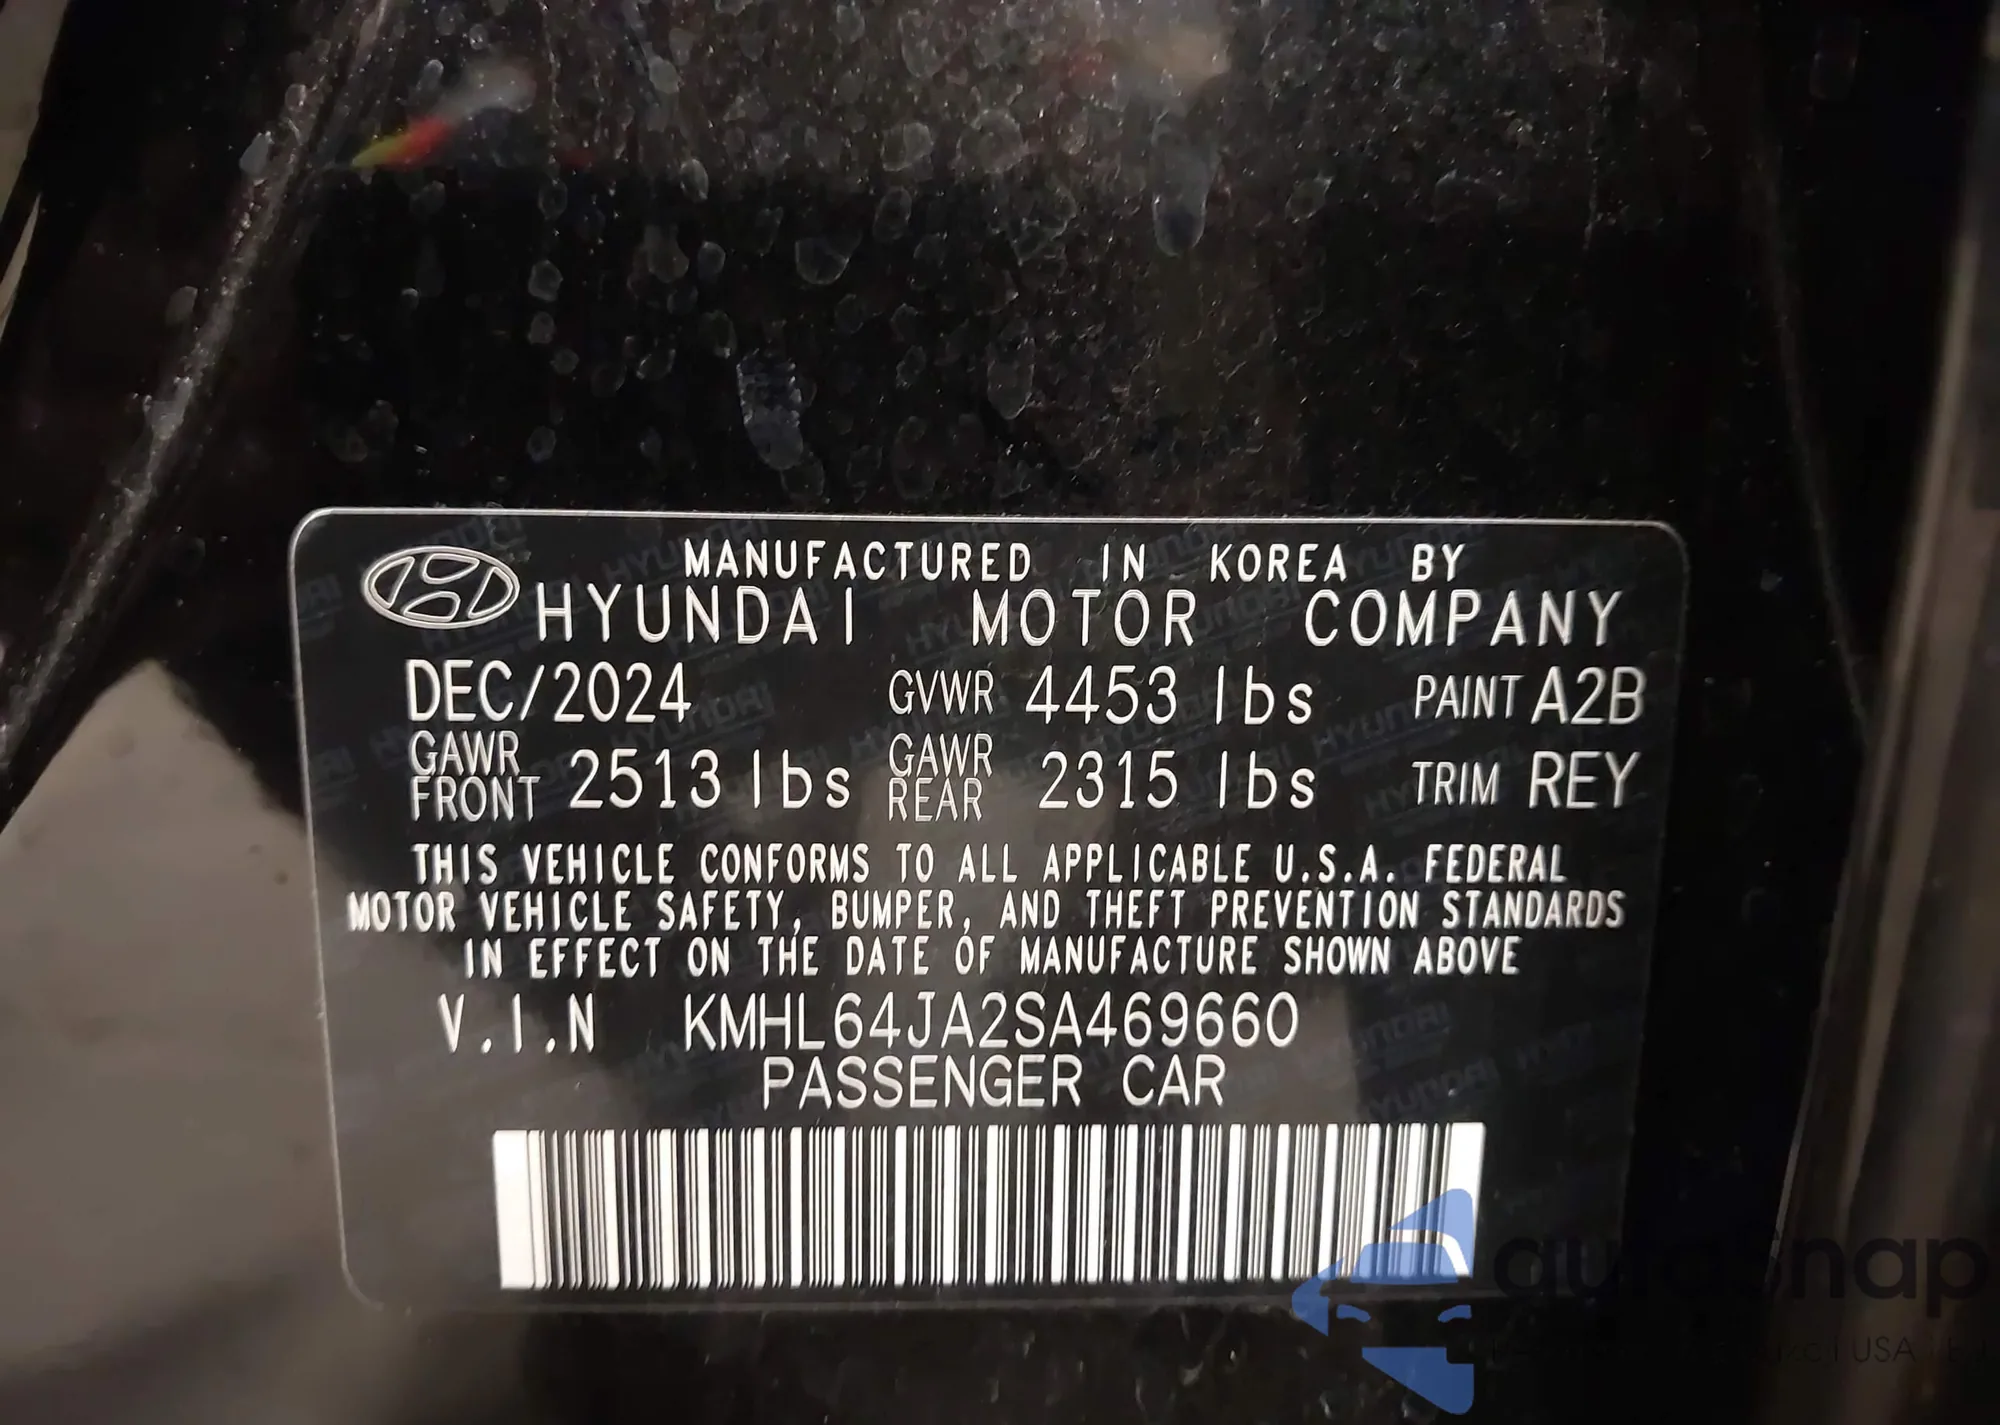 MANUFACTURED IN KOREA BY
HYUNDAI MOTOR COMPANY
DEC/2024 GVWR 4453 lbs PAINT A2B
GAWR FRONT 2513 lbs GAWR REAR 2315 lbs TRIM REY
THIS VEHICLE CONFORMS TO ALL APPLICABLE U.S.A. FEDERAL
MOTOR VEHICLE SAFETY, BUMPER, AND THEFT PREVENTION STANDARDS
IN EFFECT ON THE DATE OF MANUFACTURE SHOWN ABOVE
V.I.N KMHL64JA2SA469660
PASSENGER CAR
USA